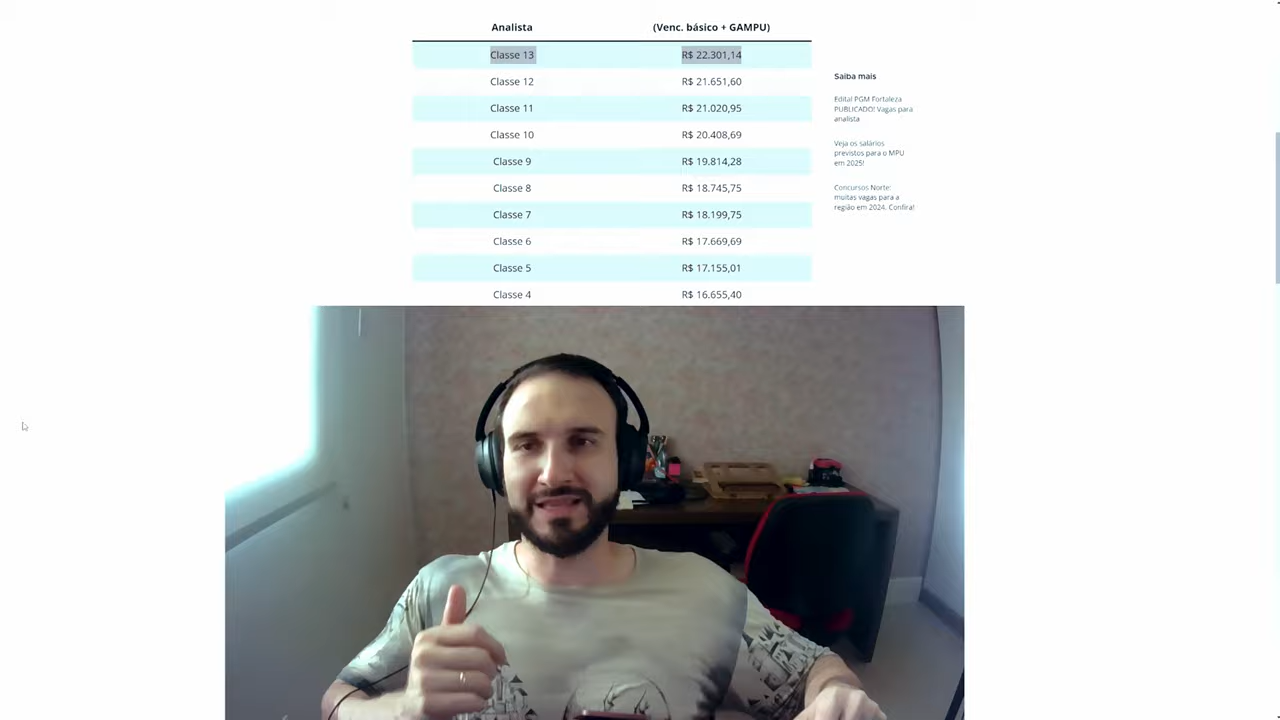 Analista (Venc. básico + GAMPU)
Classe 13 R$ 22.301,14
Classe 12 R$ 21.651,60
Classe 11 R$ 21.020,95
Classe 10 R$ 20.408,69
Classe 9 R$ 19.814,28
Classe 8 R$ 18.745,75
Classe 7 R$ 18.199,75
Classe 6 R$ 17.669,69
Classe 5 R$ 17.155,01
Classe 4 R$ 16.655,40
Saiba mais
Edital PGM Fortaleza
PUBLICADO! Vagas para
analista
Veja os salários
previstos para o MPU
em 2025!
Concursos Norte:
muitas vagas para a
região em 2024. Confira!